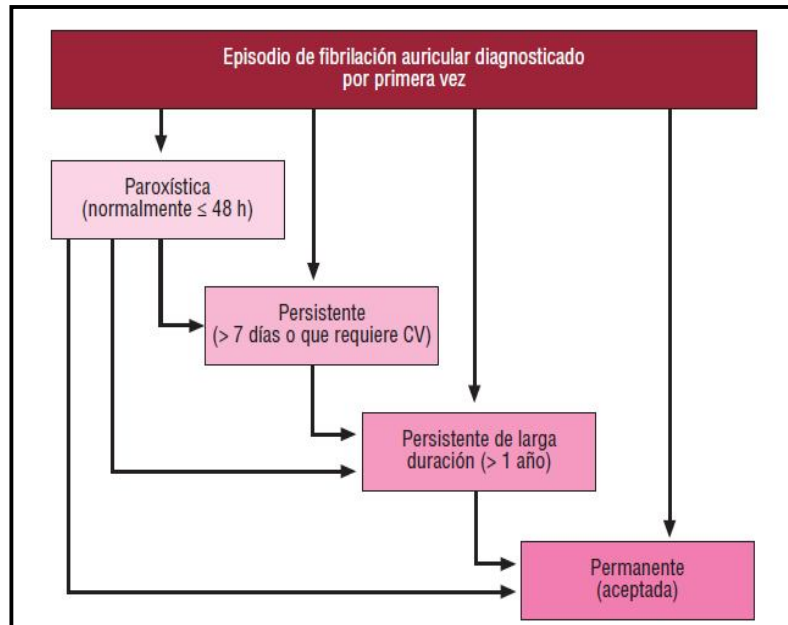 Episodio de fibrilación auricular diagnosticado
por primera vez
Paroxística
(normalmente ≤ 48 h)
Persistente
(> 7 días o que requiere CV)
Persistente de larga
duración (> 1 año)
Permanente
(aceptada)